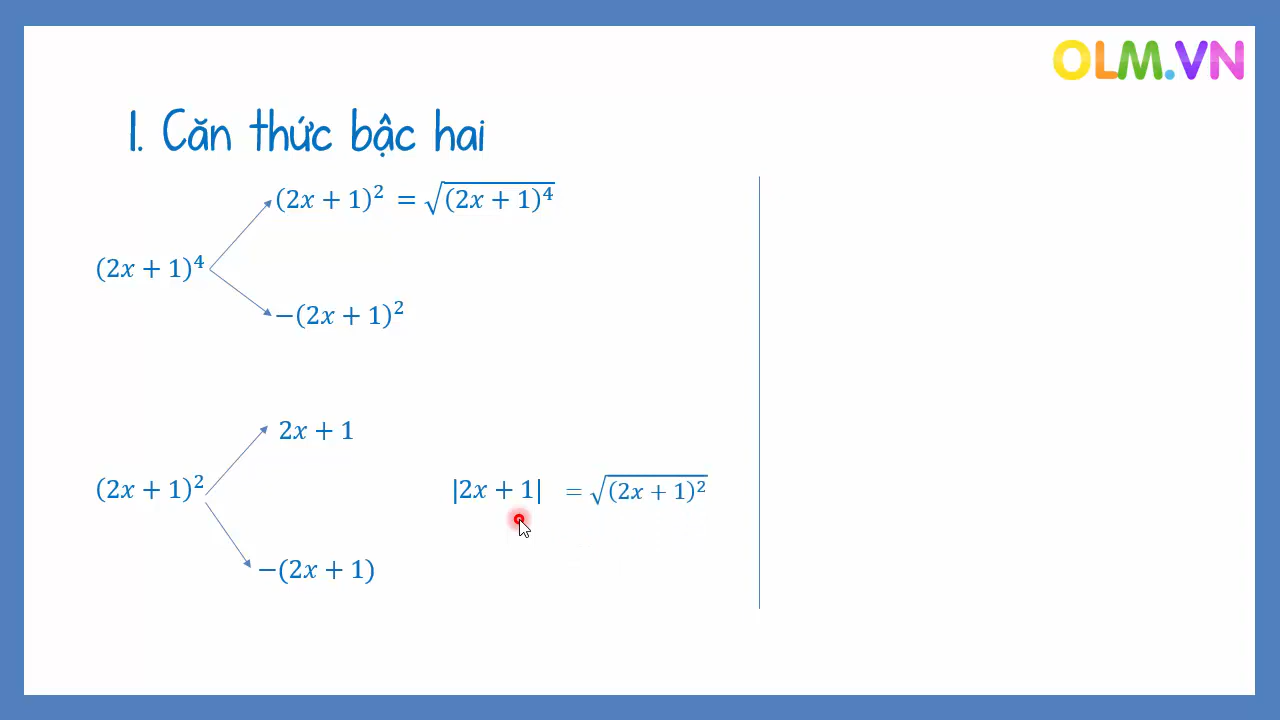 OLM.VN
1. Căn thức bậc hai
(2x + 1)² = √(2x + 1)⁴
(2x + 1)⁴
−(2x + 1)²
2x + 1
(2x + 1)² |2x + 1| = √(2x + 1)²
−(2x + 1)